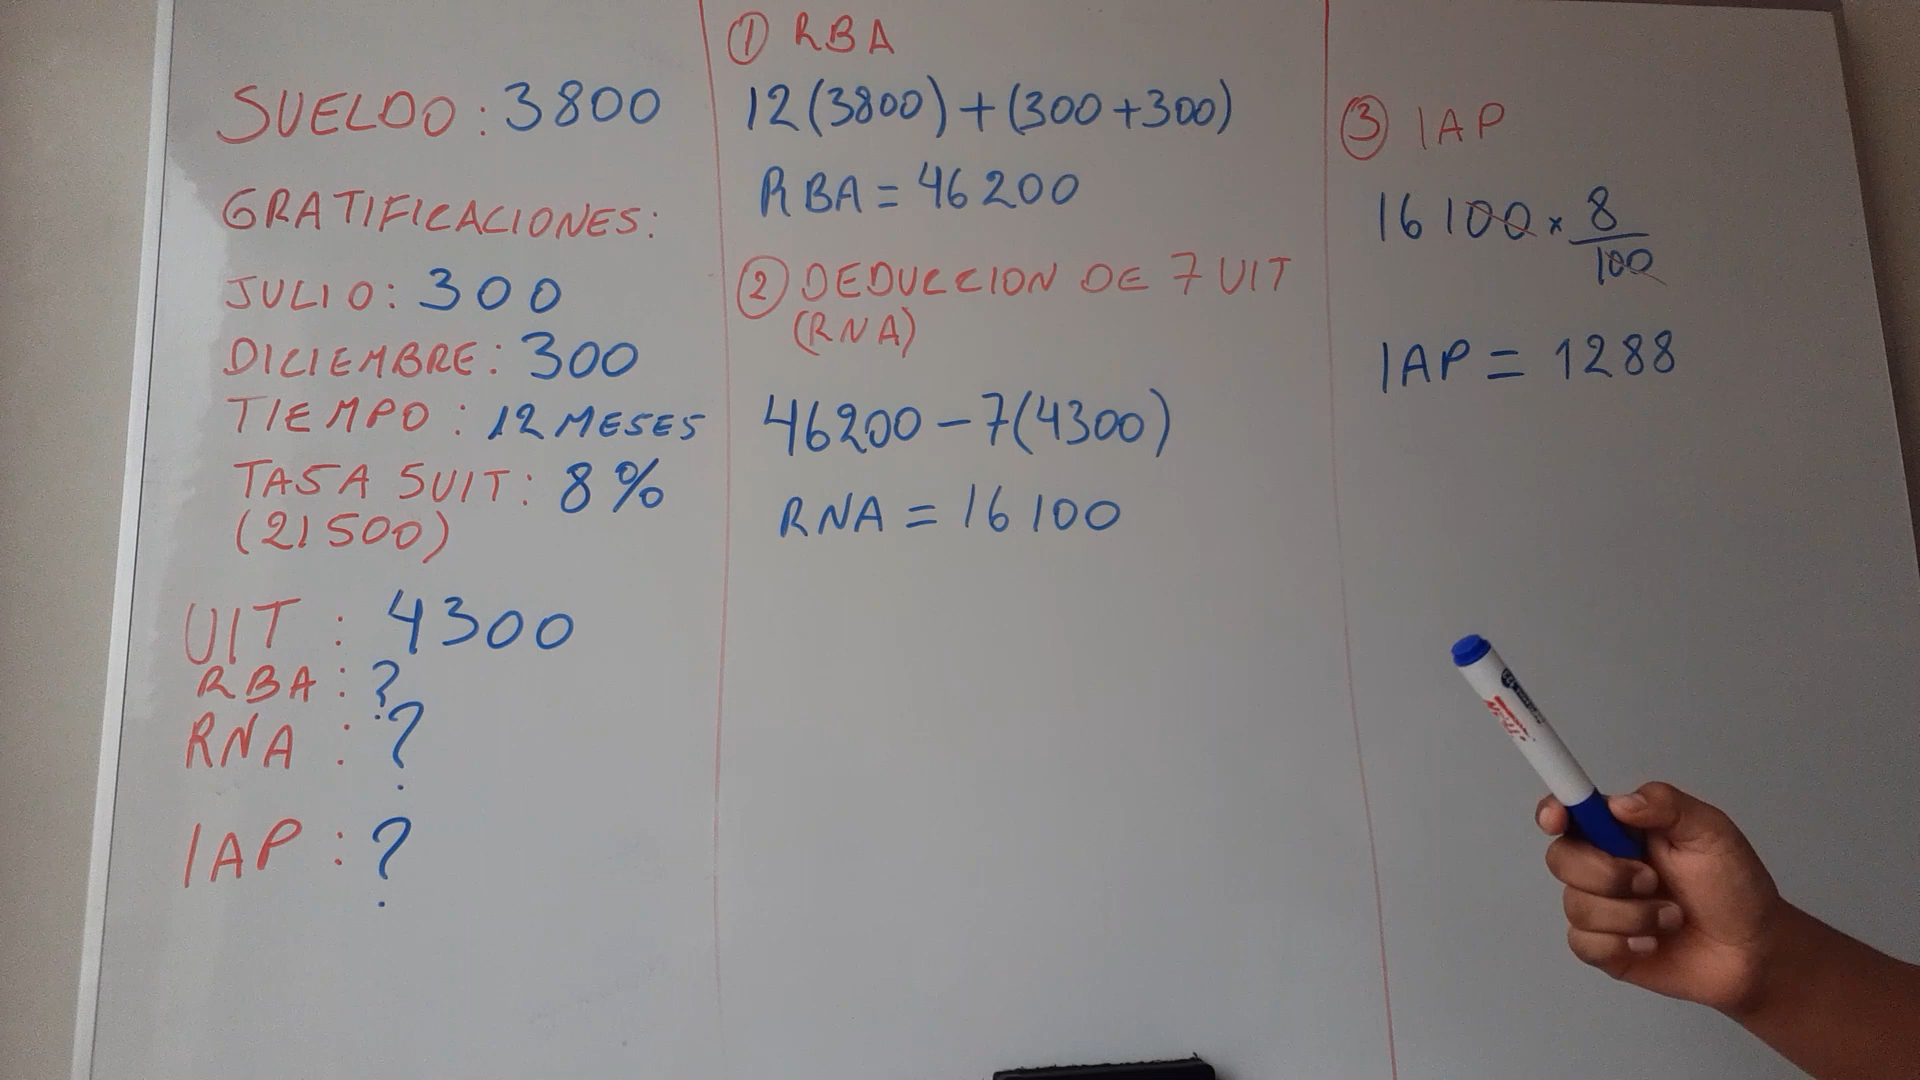 SUELDO: 3800
GRATIFICACIONES:
JULIO: 300
DICIEMBRE: 300
TIEMPO: 12 MESES
TASA 5UIT: 8%
(21500)
UIT: 4300
RBA: ?
RNA: ?
IAP: ?
① RBA
12(3800)+(300+300)
RBA = 46200
② DEDUCCION DE 7 UIT
(RNA)
46200-7(4300)
RNA = 16100
③ IAP
16100 × 8/100
IAP = 1288